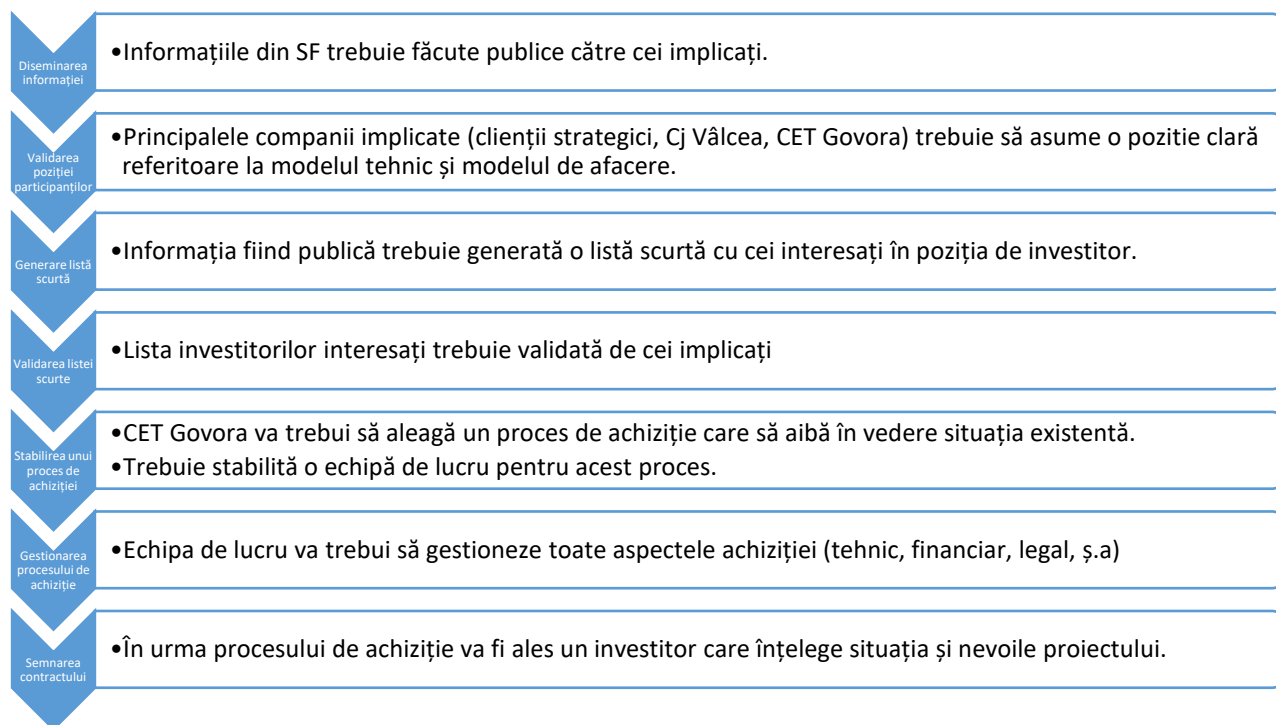 Diseminarea
informației
•Informațiile din SF trebuie făcute publice către cei implicați.
Validarea
poziției
participanților
•Principalele companii implicate (clienții strategici, Cj Vâlcea, CET Govora) trebuie să asume o pozitie clară
referitoare la modelul tehnic și modelul de afacere.
Generare listă
scurtă
•Informația fiind publică trebuie generată o listă scurtă cu cei interesați în poziția de investitor.
Validarea listei
scurte
•Lista investitorilor interesați trebuie validată de cei implicați
Stabilirea unui
proces de
achiziției
•CET Govora va trebui să aleagă un proces de achiziție care să aibă în vedere situația existentă.
•Trebuie stabilită o echipă de lucru pentru acest proces.
Gestionarea
procesului de
achiziție
•Echipa de lucru va trebui să gestioneze toate aspectele achiziției (tehnic, financiar, legal, ș.a)
Semnarea
contractului
•În urma procesului de achiziție va fi ales un investitor care înțelege situația și nevoile proiectului.